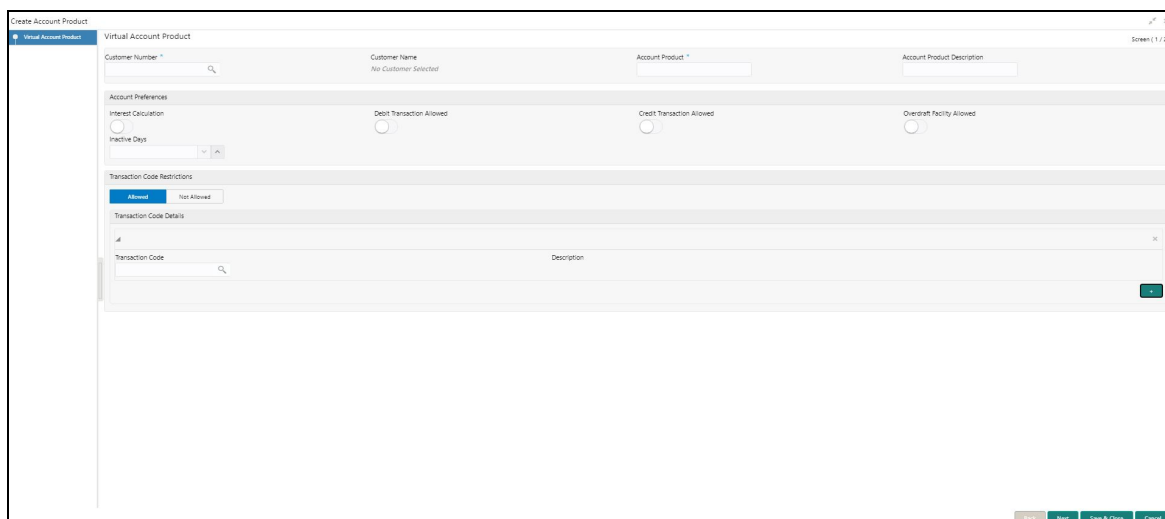 Create Account Product
Virtual Account Product
Virtual Account Product
Screen ( 1 / 2
Customer Number *
Customer Name
Account Product *
Account Product Description
No Customer Selected
Account Preferences
Interest Calculation
Debit Transaction Allowed
Credit Transaction Allowed
Overdraft Facility Allowed
Inactive Days
Transaction Code Restrictions
Allowed
Not Allowed
Transaction Code Details
Transaction Code
Description
+
Back
Next
Save & Close
Cancel